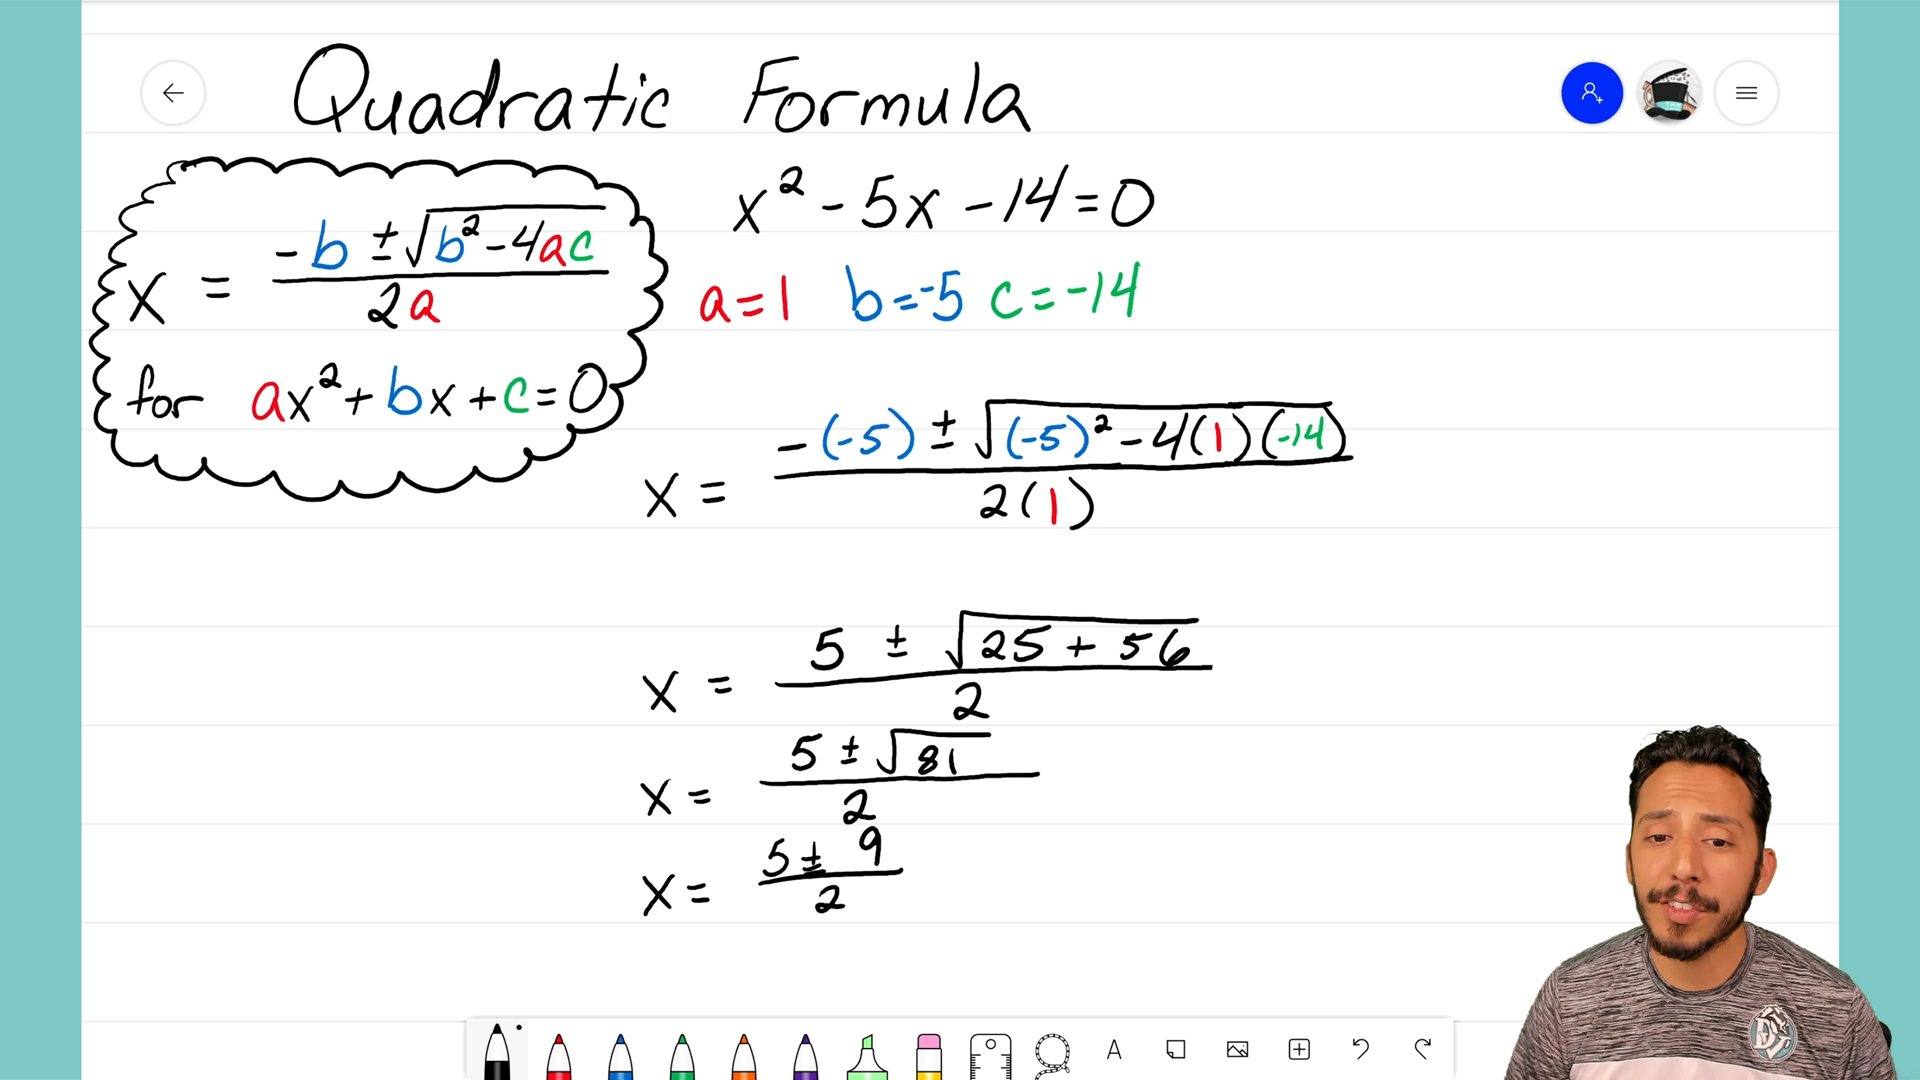 Quadratic Formula
x = -b ± √b² - 4ac / 2a
for ax² + bx + c = 0
x² - 5x - 14 = 0
a = 1 b = -5 c = -14
x = -(-5) ± √(-5)² - 4(1)(-14) / 2(1)
x = 5 ± √25 + 56 / 2
x = 5 ± √81 / 2
x = 5 ± 9 / 2
A